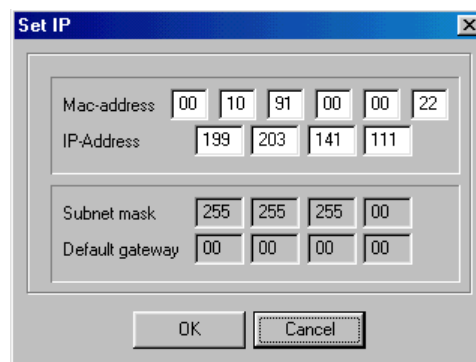 Set IP
Mac-address 00 10 91 00 00 22
IP-Address 199 203 141 111
Subnet mask 255 255 255 00
Default gateway 00 00 00 00
OK Cancel